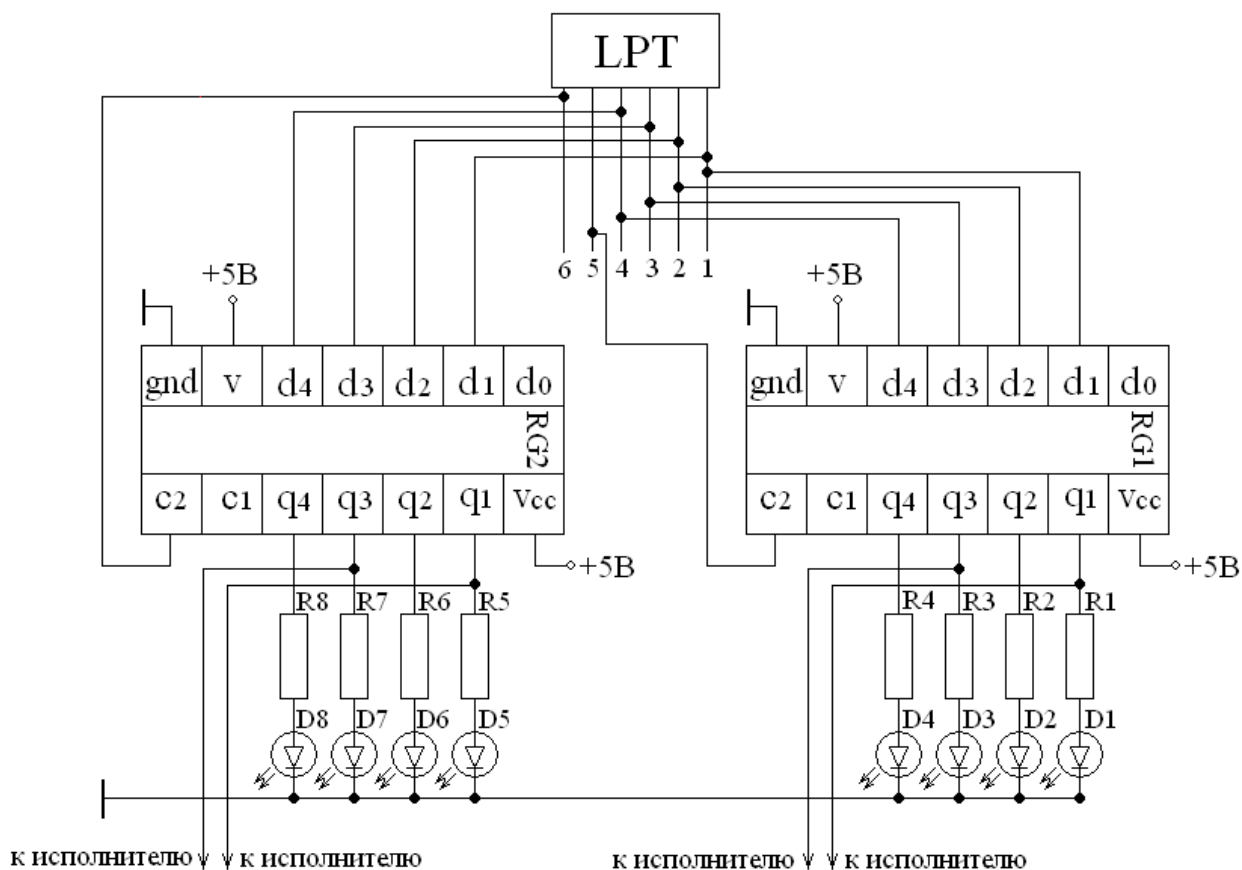 LPT
6 5 4 3 2 1
+5В +5В
gnd v d4 d3 d2 d1 d0 gnd v d4 d3 d2 d1 d0
RG2 RG1
c2 c1 q4 q3 q2 q1 Vcc c2 c1 q4 q3 q2 q1 Vcc
+5В +5В
R8 R7 R6 R5 R4 R3 R2 R1
D8 D7 D6 D5 D4 D3 D2 D1
к исполнителю к исполнителю к исполнителю к исполнителю